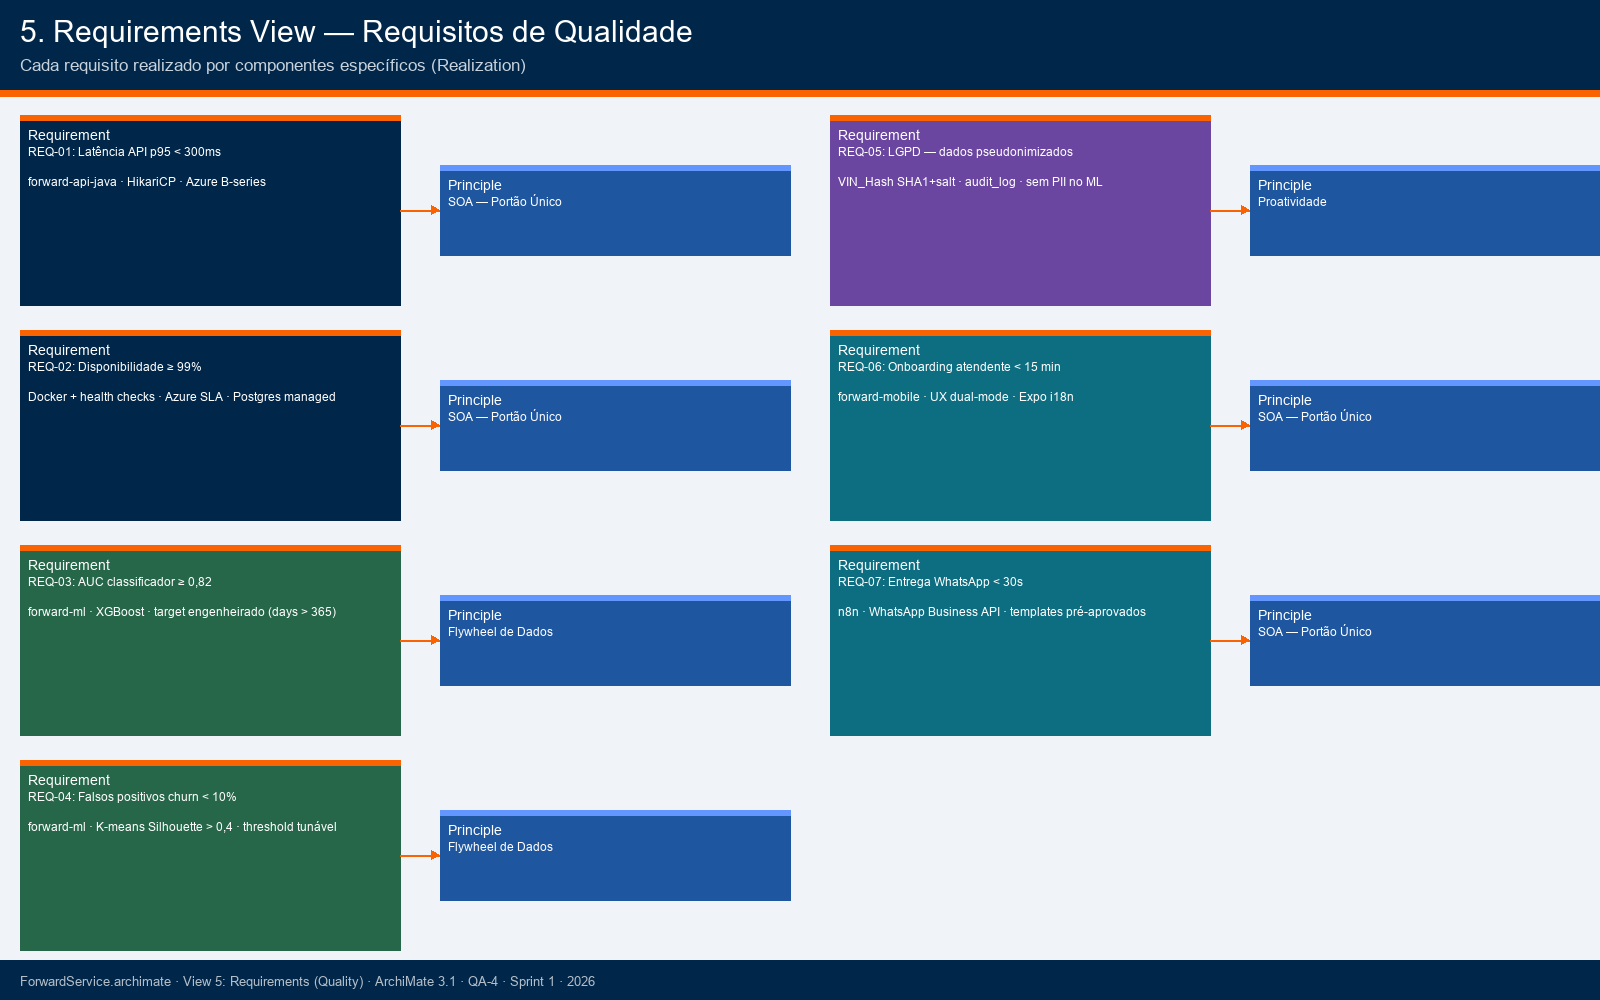 5. Requirements View — Requisitos de Qualidade
Cada requisito realizado por componentes específicos (Realization)
Requirement
REQ-01: Latência API p95 < 300ms
forward-api-java · HikariCP · Azure B-series
Principle
SOA — Portão Único
Requirement
REQ-05: LGPD — dados pseudonimizados
VIN_Hash SHA1+salt · audit_log · sem PII no ML
Principle
Proatividade
Requirement
REQ-02: Disponibilidade ≥ 99%
Docker + health checks · Azure SLA · Postgres managed
Principle
SOA — Portão Único
Requirement
REQ-06: Onboarding atendente < 15 min
forward-mobile · UX dual-mode · Expo i18n
Principle
SOA — Portão Único
Requirement
REQ-03: AUC classificador ≥ 0,82
forward-ml · XGBoost · target engenheirado (days > 365)
Principle
Flywheel de Dados
Requirement
REQ-07: Entrega WhatsApp < 30s
n8n · WhatsApp Business API · templates pré-aprovados
Principle
SOA — Portão Único
Requirement
REQ-04: Falsos positivos churn < 10%
forward-ml · K-means Silhouette > 0,4 · threshold tunável
Principle
Flywheel de Dados
ForwardService.archimate · View 5: Requirements (Quality) · ArchiMate 3.1 · QA-4 · Sprint 1 · 2026